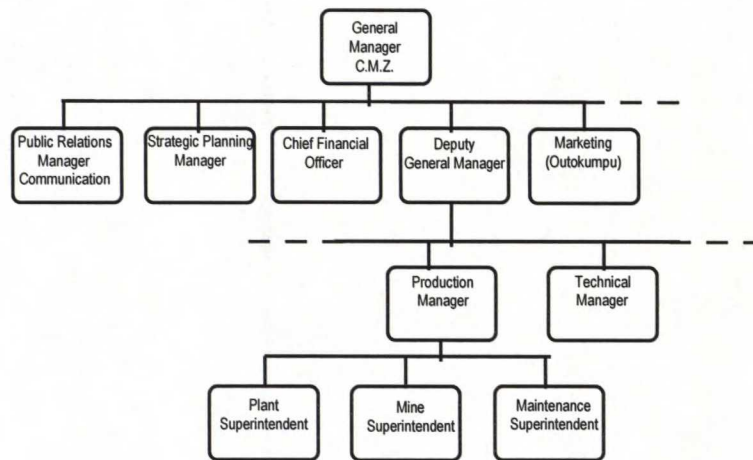 General
Manager
C.M.Z.
Public Relations
Manager
Communication
Strategic Planning
Manager
Chief Financial
Officer
Deputy
General Manager
Marketing
(Outokumpu)
Production
Manager
Technical
Manager
Plant
Superintendent
Mine
Superintendent
Maintenance
Superintendent